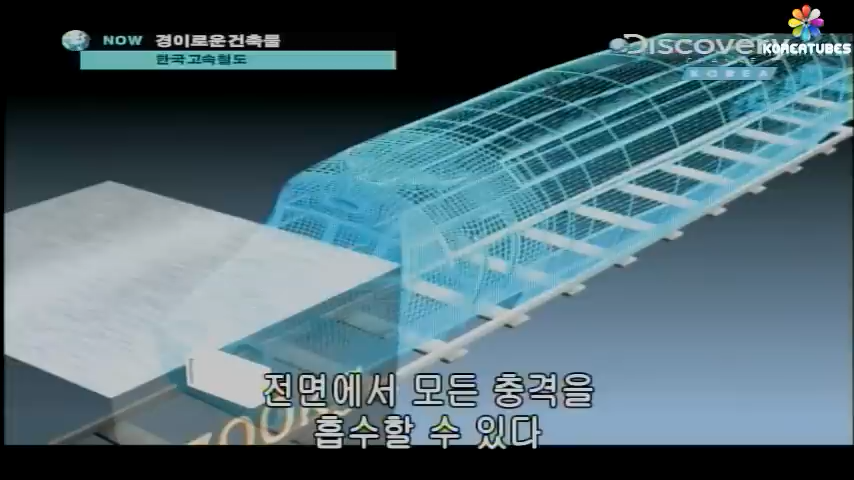 NOW 경이로운건축물
한국고속철도
Discovery
KOREA
KOREATUBES
전면에서 모든 충격을
흡수할 수 있다